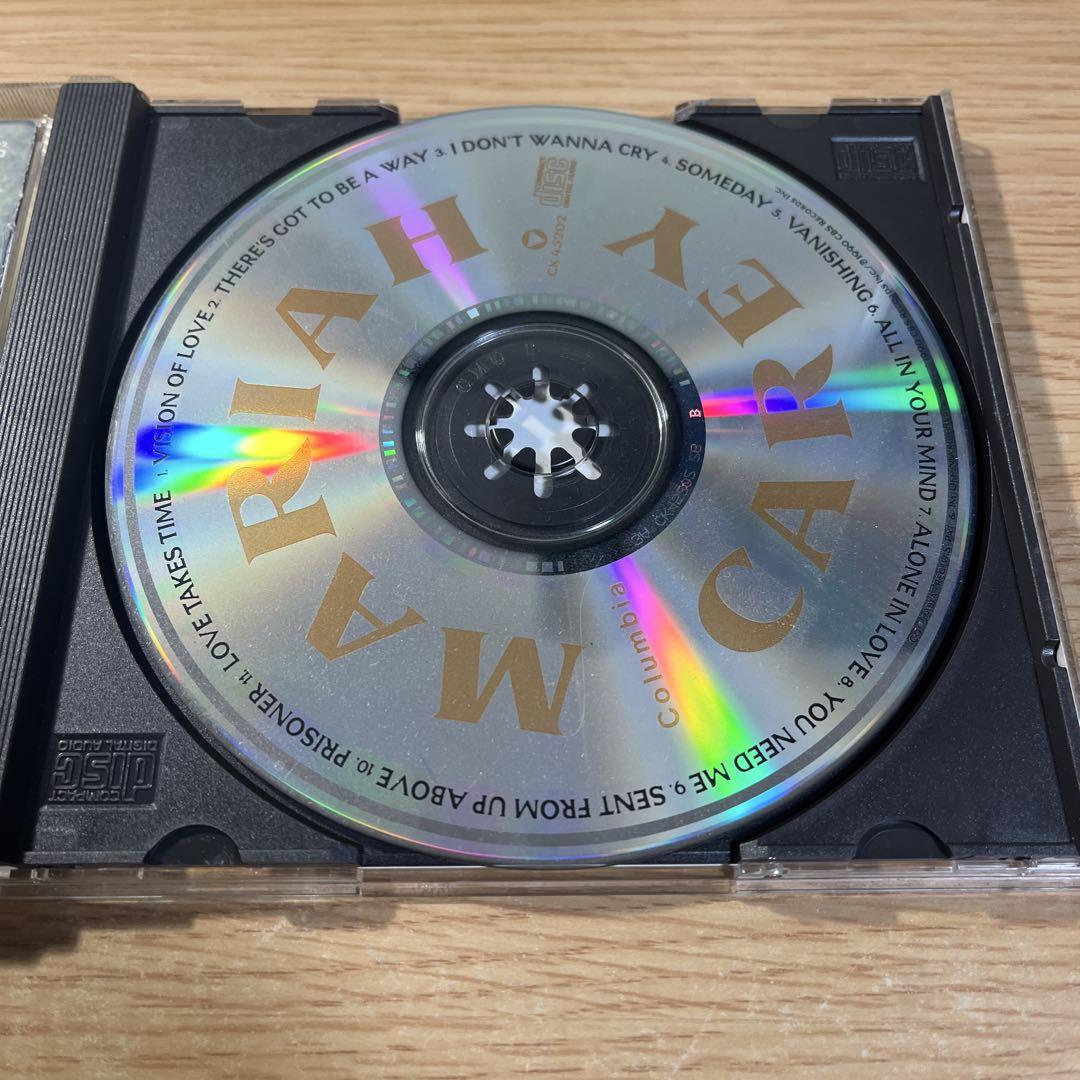 MARIAH
CAREY
1. VISION OF LOVE 2. THERE'S GOT TO BE A WAY 3. I DON'T WANNA CRY 4. SOMEDAY 5. VANISHING 6. ALL IN YOUR MIND 7. ALONE IN LOVE 8. YOU NEED ME 9. SENT FROM UP ABOVE 10. PRISONER 11. LOVE TAKES TIME
disc
CK 45202
Columbia
COMPACT
disc
DIGITAL AUDIO